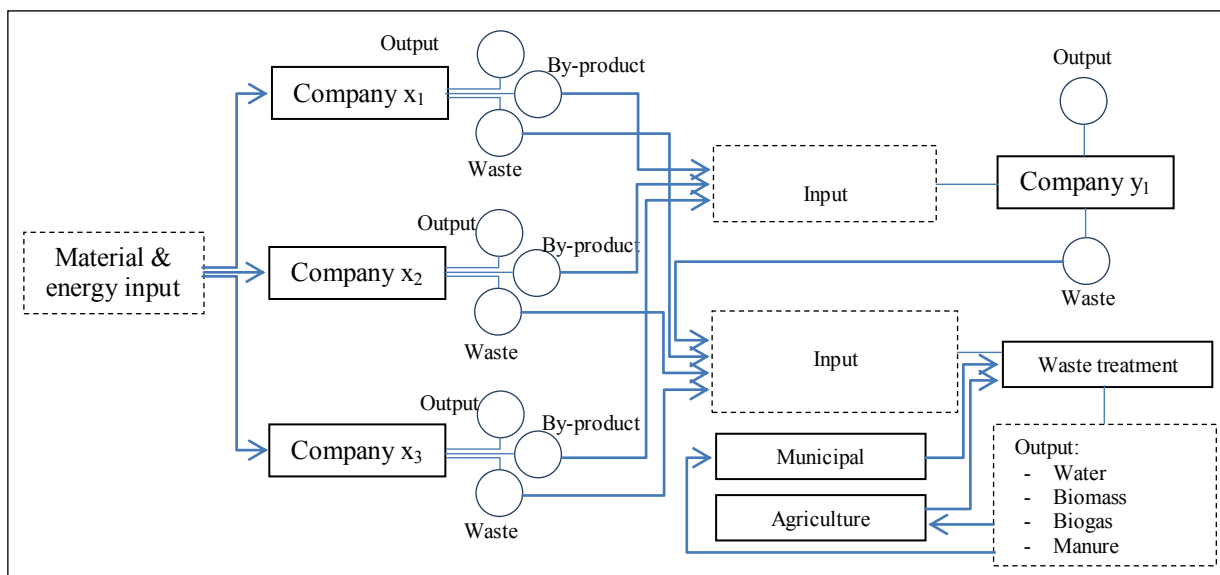 Output
By-product
Company x₁
Waste
Output
Input
Company y₁
Output
By-product
Material &
energy input
Company x₂
Waste
Waste
Input
Waste treatment
Output
By-product
Company x₃
Waste
Municipal
Agriculture
Output:
- Water
- Biomass
- Biogas
- Manure